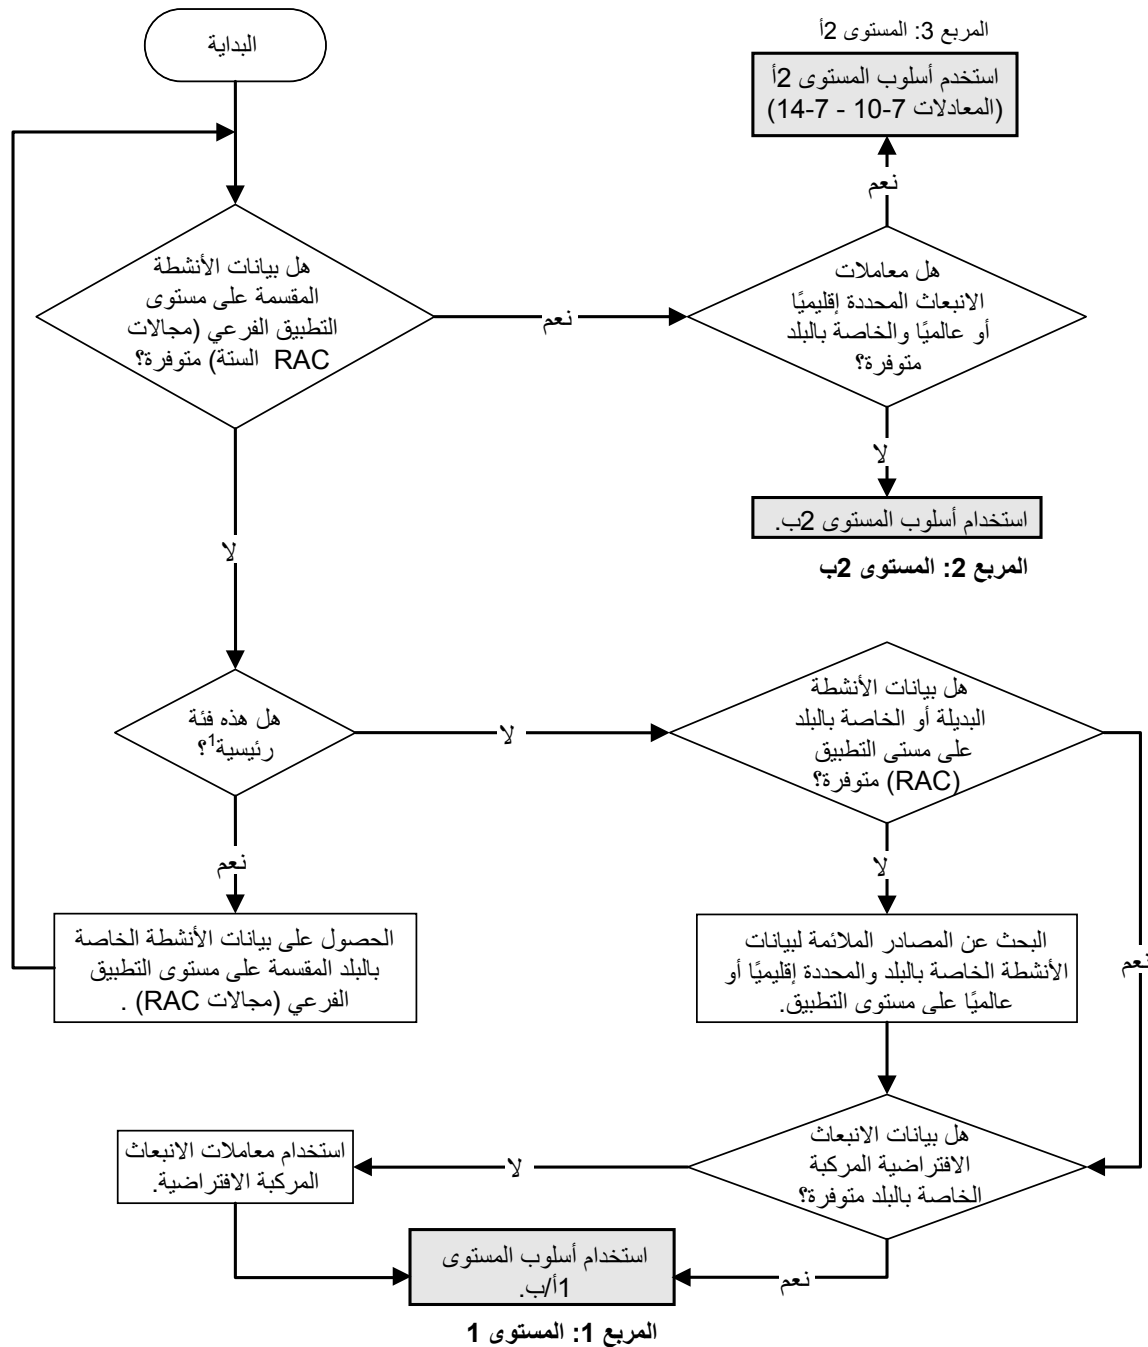 البداية
المربع 3: المستوى 2أ
استخدم أسلوب المستوى 2أ
(المعادلات 7-10 - 7-14)
نعم
هل بيانات الأنشطة
المقسمة على مستوى
التطبيق الفرعي (مجالات
RAC الستة) متوفرة؟
نعم
هل معاملات
الانبعاث المحددة إقليميًا
أو عالميًا والخاصة بالبلد
متوفرة؟
لا
استخدام أسلوب المستوى 2ب.
المربع 2: المستوى 2ب
لا
هل هذه فئة
رئيسية1؟
لا
هل بيانات الأنشطة
البديلة أو الخاصة بالبلد
على مستى التطبيق
(RAC) متوفرة؟
نعم
لا
الحصول على بيانات الأنشطة الخاصة
بالبلد المقسمة على مستوى التطبيق
الفرعي (مجالات RAC) .
البحث عن المصادر الملائمة لبيانات
الأنشطة الخاصة بالبلد والمحددة إقليميًا أو
عالميًا على مستوى التطبيق.
نعم
هل بيانات الانبعاث
الافتراضية المركبة
الخاصة بالبلد متوفرة؟
لا
استخدام معاملات الانبعاث
المركبة الافتراضية.
نعم
استخدام أسلوب المستوى
1أ/ب.
المربع 1: المستوى 1